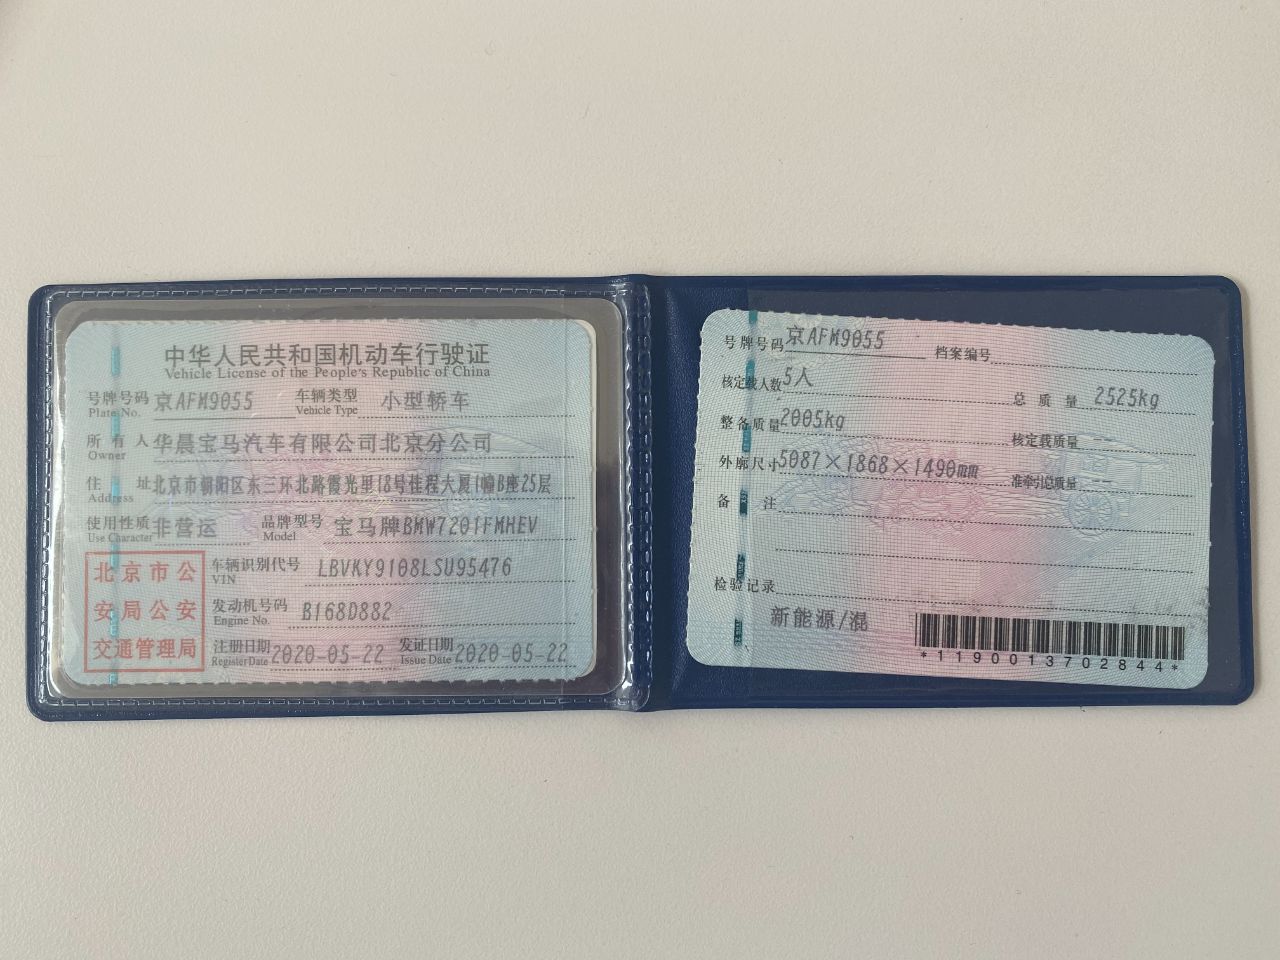 中华人民共和国机动车行驶证
Vehicle License of the People's Republic of China
号牌号码 京AFM9055 车辆类型 小型轿车
Plate No. Vehicle Type
所有人 华晨宝马汽车有限公司北京分公司
Owner
住址 北京市朝阳区东三环北路霞光里18号佳程大厦1幢B座25层
Address
使用性质 非营运 品牌型号 宝马牌BMW7201FMHEV
Use Character Model
北京市公
安局公安
交通管理局
车辆识别代号 LBVKY9108LSU95476
VIN
发动机号码 B168D882
Engine No.
注册日期 2020-05-22 发证日期 2020-05-22
Register Date Issue Date
号牌号码 京AFM9055 档案编号
核定载人数 5人 总质量 2525kg
整备质量 2005kg 核定载质量 --
外廓尺寸 5087×1868×1490mm 准牵引总质量 --
备注
检验记录
新能源/混
*1190013702844*